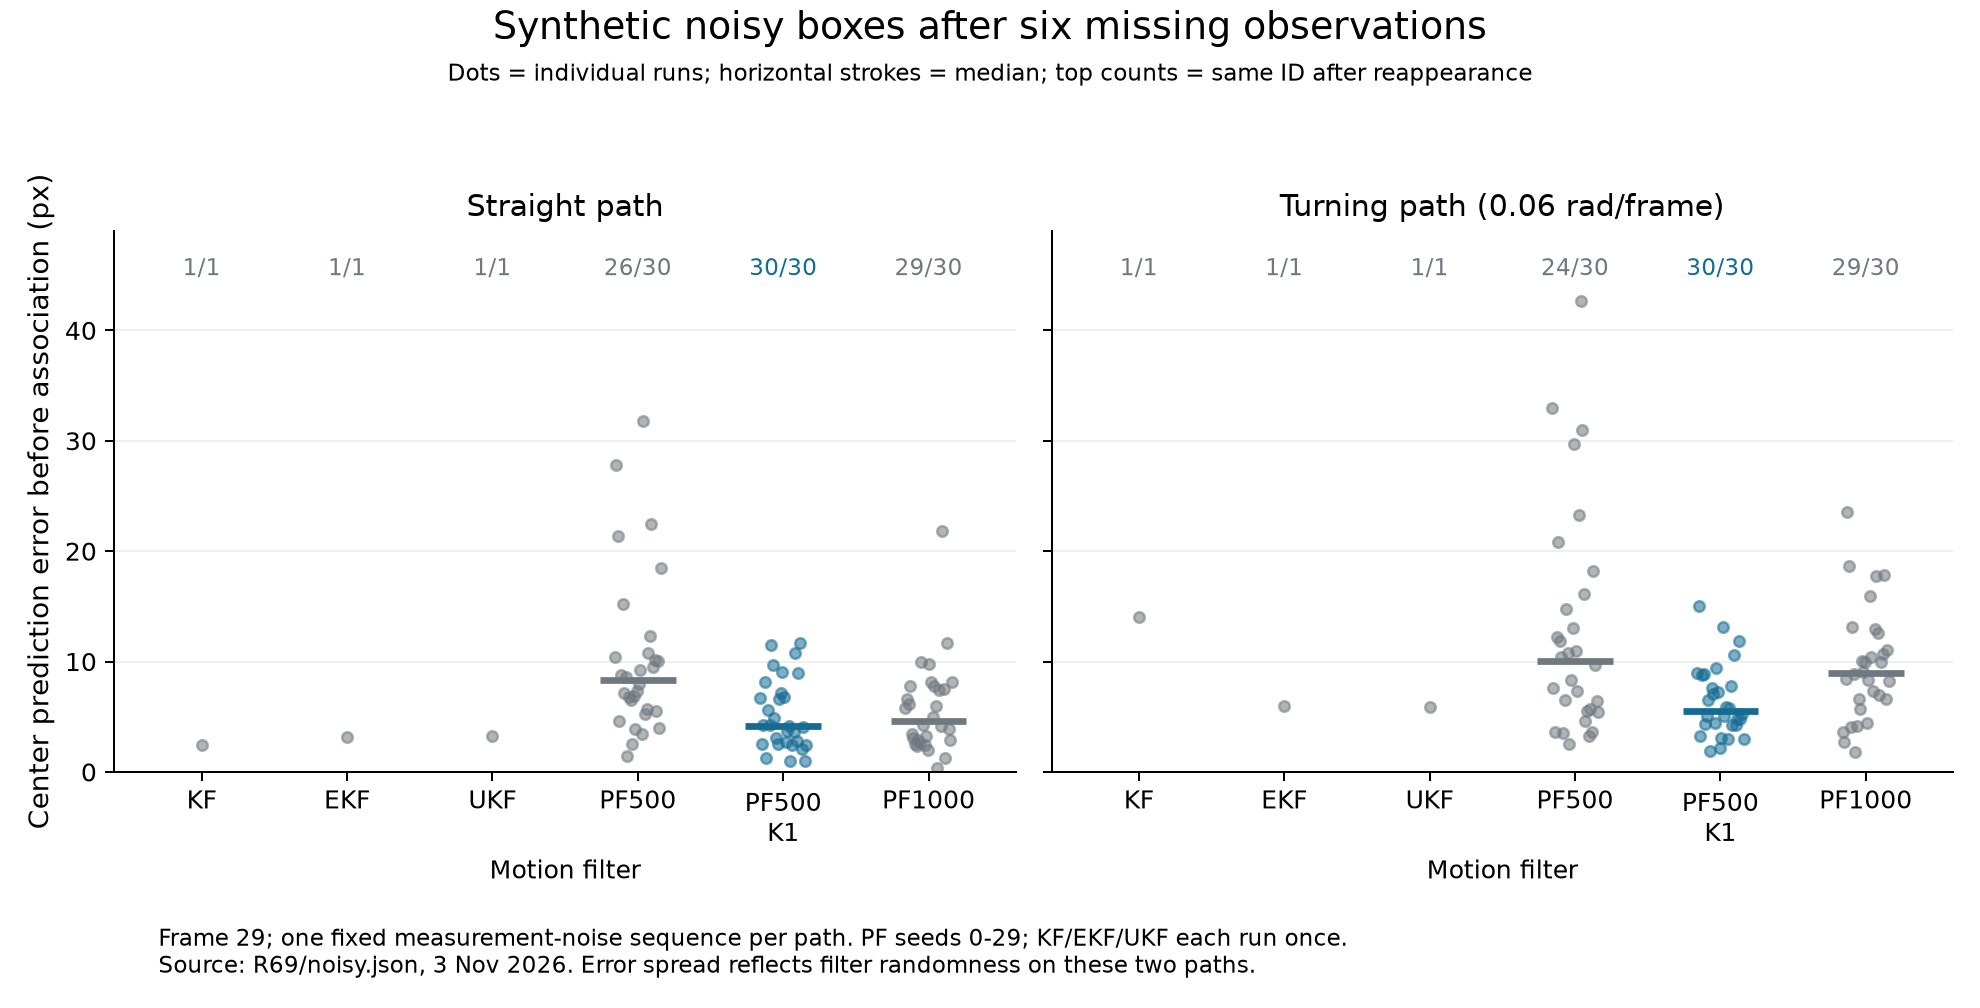 Synthetic noisy boxes after six missing observations
Dots = individual runs; horizontal strokes = median; top counts = same ID after reappearance
Center prediction error before association (px)
Straight path
1/1 1/1 1/1 26/30 30/30 29/30
40
30
20
10
0
KF EKF UKF PF500 PF500 PF1000
K1
Motion filter
Turning path (0.06 rad/frame)
1/1 1/1 1/1 24/30 30/30 29/30
KF EKF UKF PF500 PF500 PF1000
K1
Motion filter
Frame 29; one fixed measurement-noise sequence per path. PF seeds 0-29; KF/EKF/UKF each run once.
Source: R69/noisy.json, 3 Nov 2026. Error spread reflects filter randomness on these two paths.